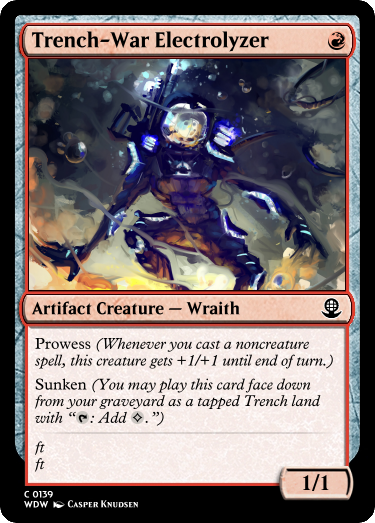 Trench-War Electrolyzer
Artifact Creature — Wraith
Prowess (Whenever you cast a noncreature
spell, this creature gets +1/+1 until end of turn.)
Sunken (You may play this card face down
from your graveyard as a tapped Trench land
with “: Add .”)
ft
ft
1/1
C 0139
WDW Casper Knudsen